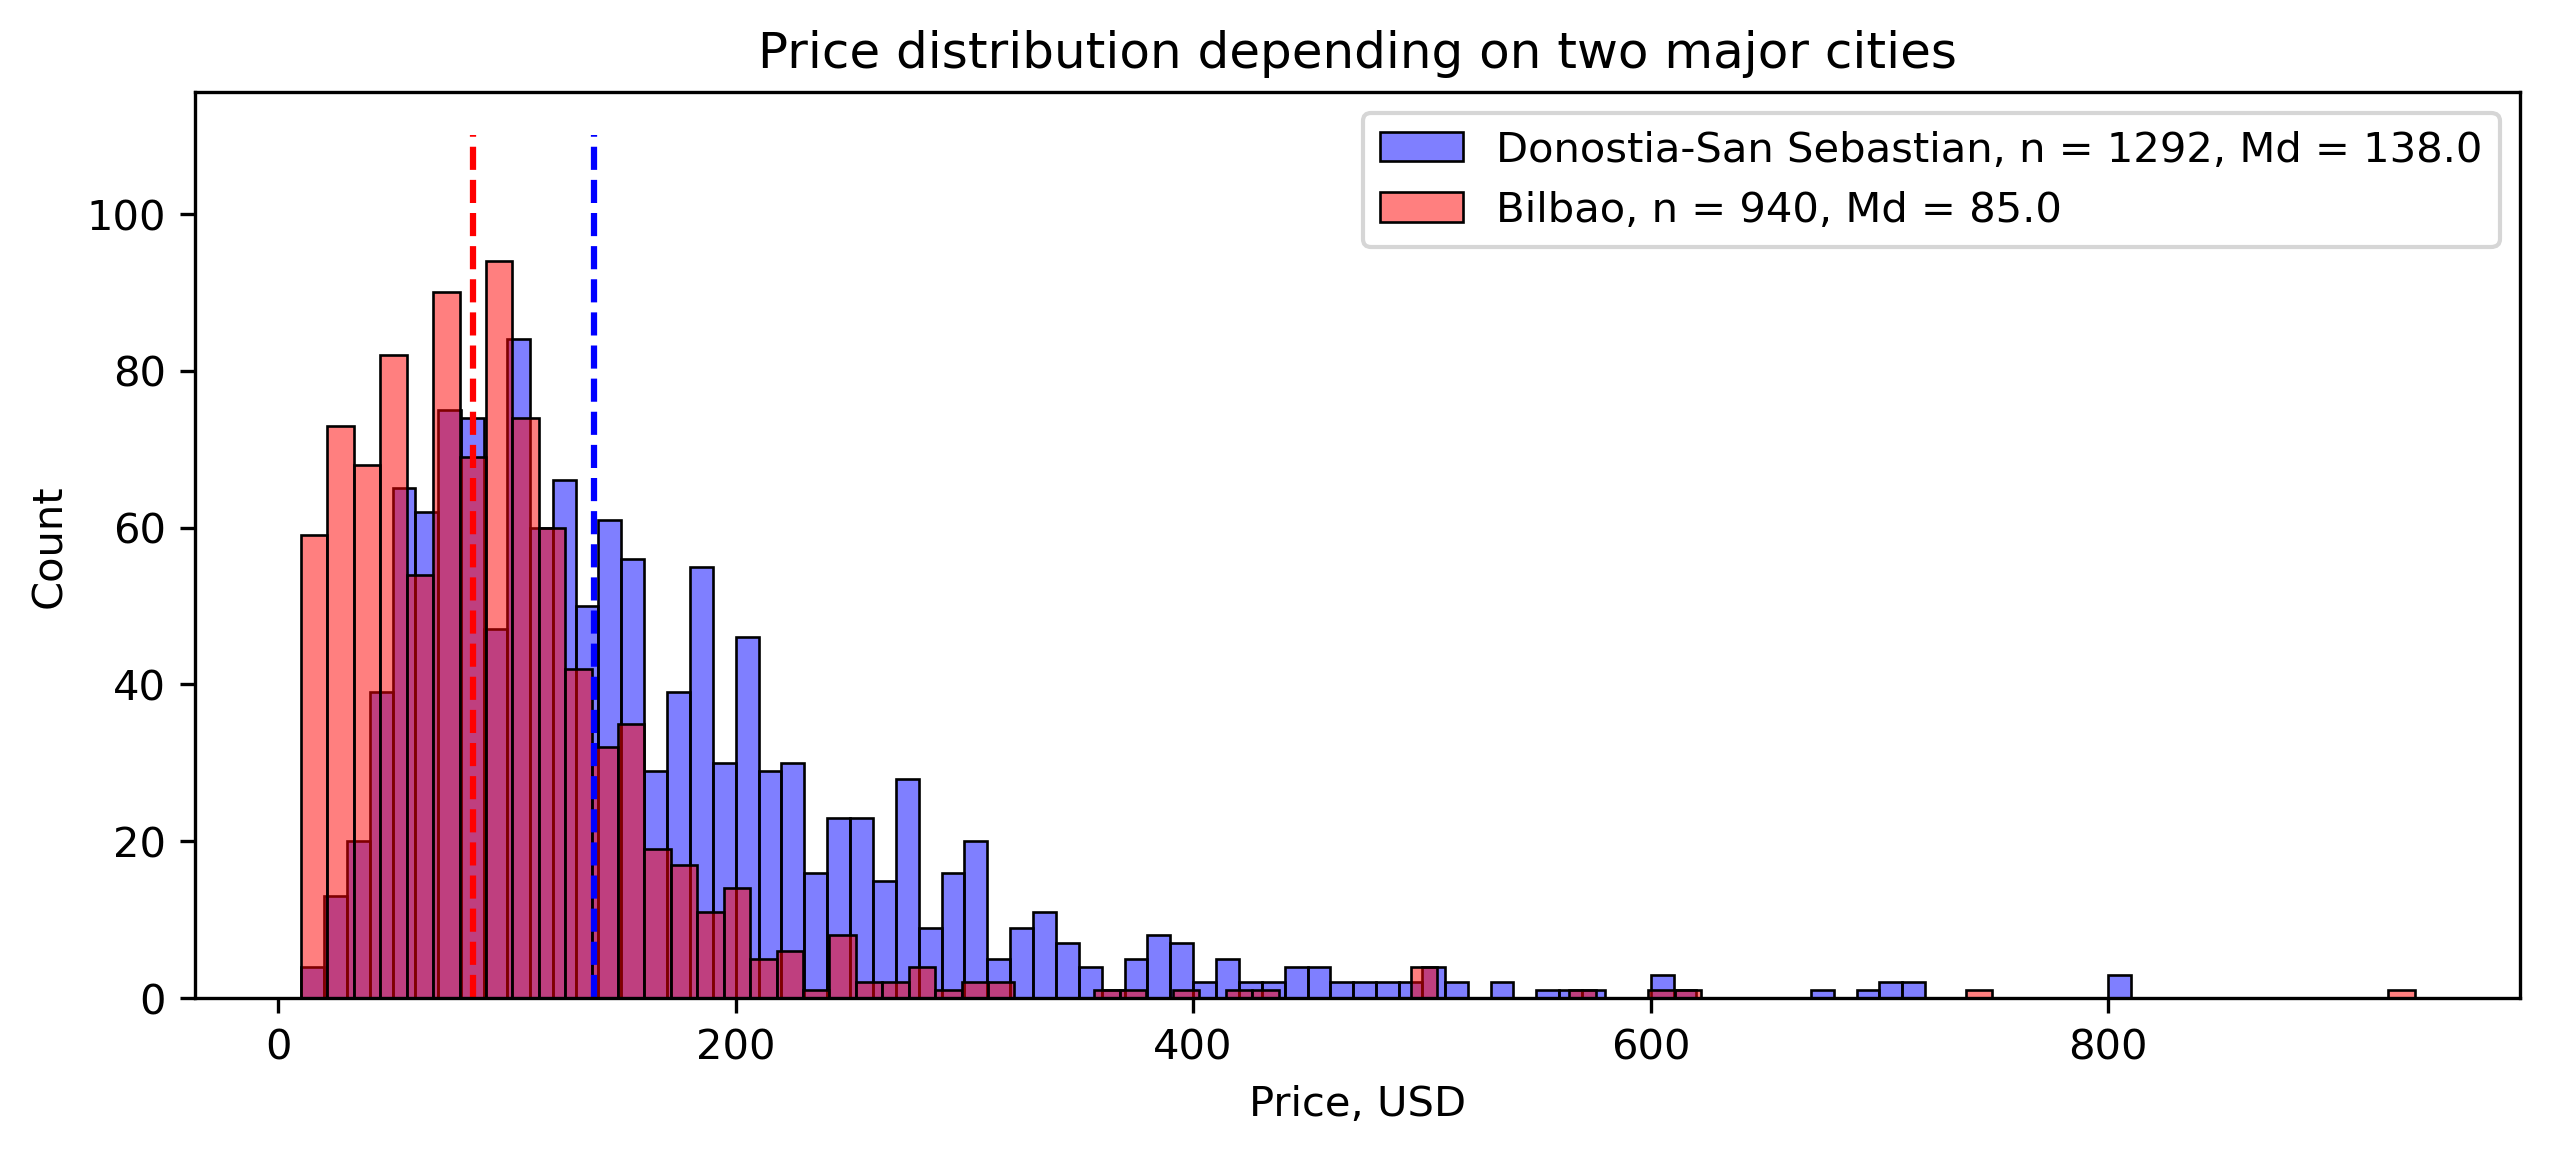 Price distribution depending on two major cities
Donostia-San Sebastian, n = 1292, Md = 138.0
Bilbao, n = 940, Md = 85.0
Count
100
80
60
40
20
0
0 200 400 600 800
Price, USD